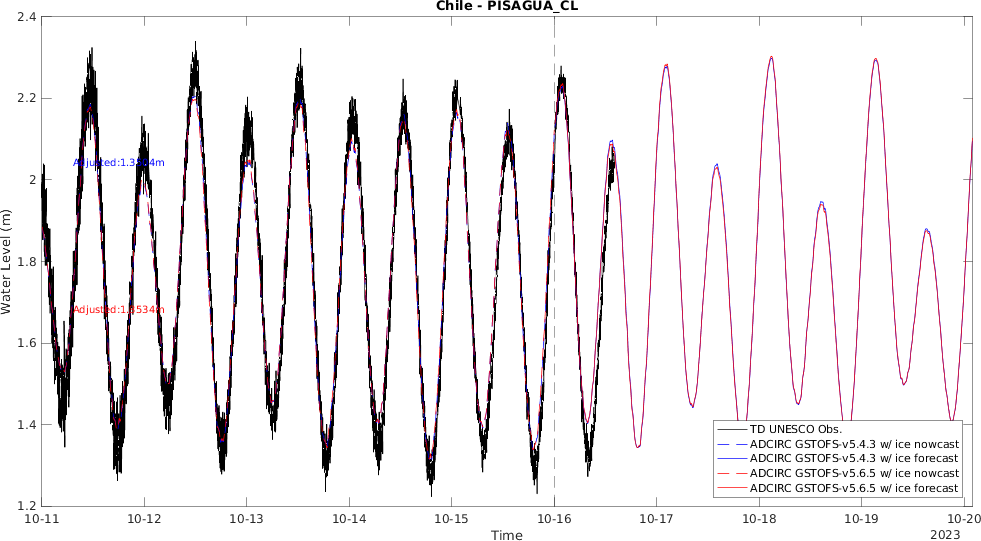 Chile - PISAGUA_CL
2.4
2.2
2
1.8
1.6
1.4
1.2
Water Level (m)
m
m
10-11
10-12
10-13
10-14
10-15
10-16
10-17
10-18
10-19
10-20
Time
2023
TD UNESCO Obs.
ADCIRC GSTOFS-v5.4.3 w/ ice nowcast
ADCIRC GSTOFS-v5.4.3 w/ ice forecast
ADCIRC GSTOFS-v5.6.5 w/ ice nowcast
ADCIRC GSTOFS-v5.6.5 w/ ice forecast